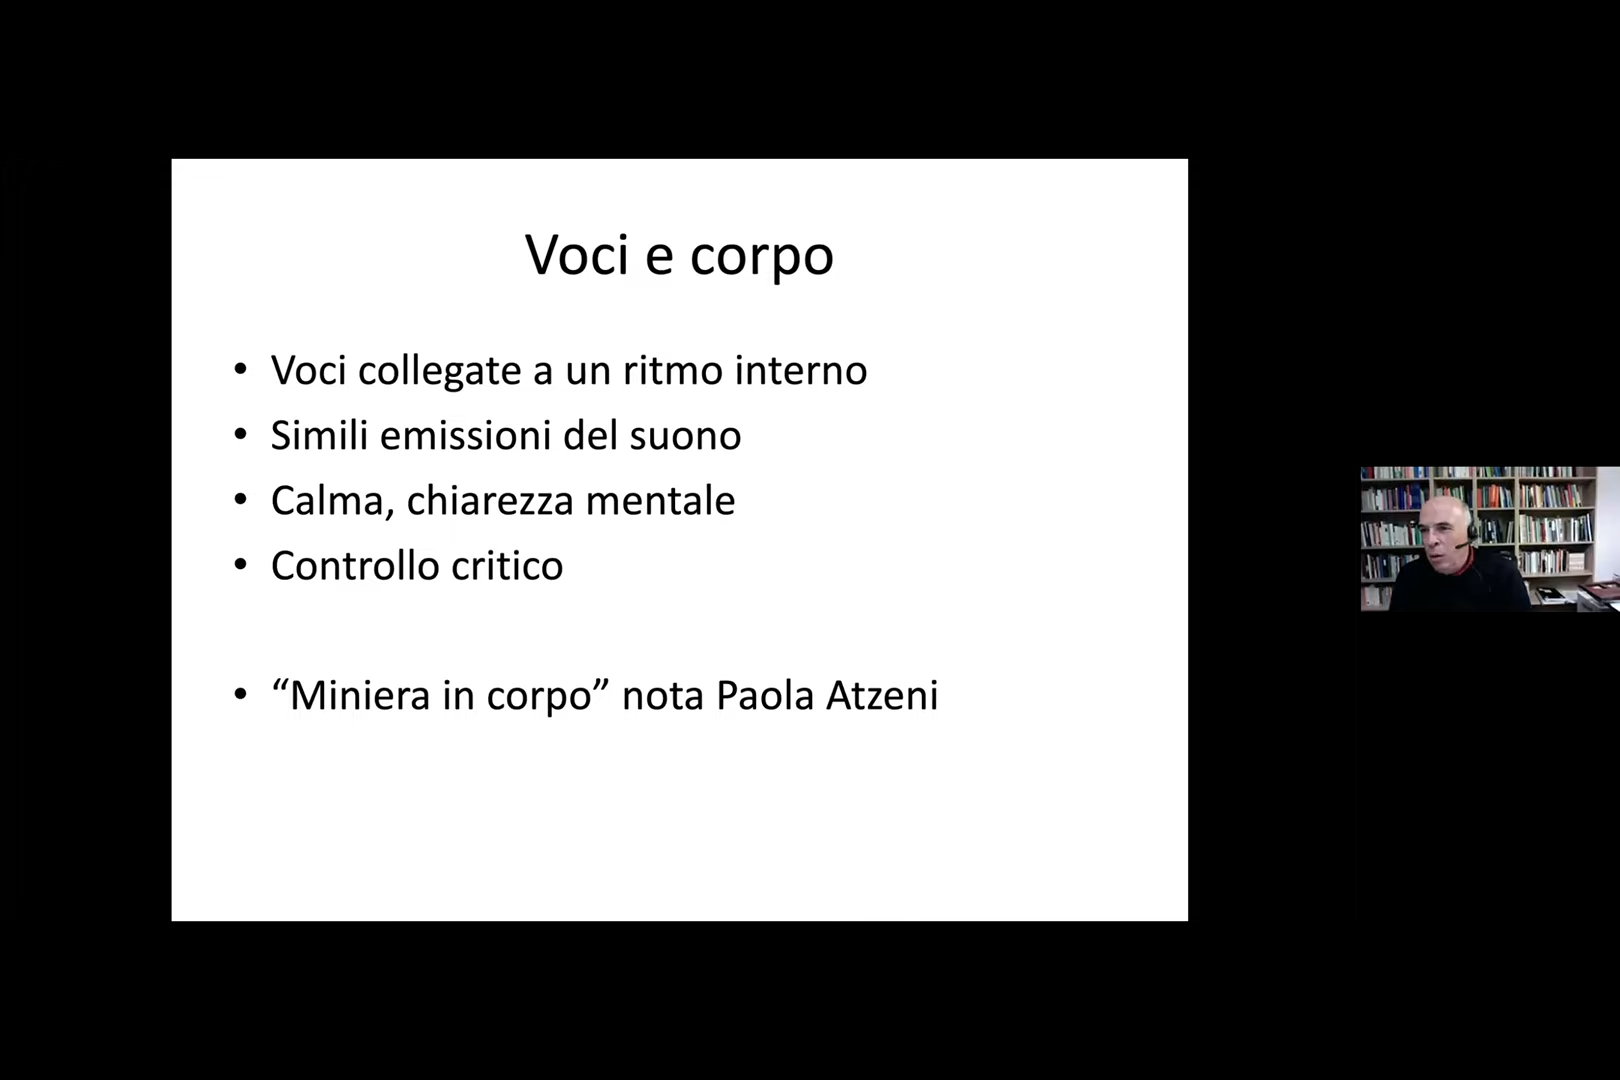 Voci e corpo
• Voci collegate a un ritmo interno
• Simili emissioni del suono
• Calma, chiarezza mentale
• Controllo critico
• “Miniera in corpo” nota Paola Atzeni